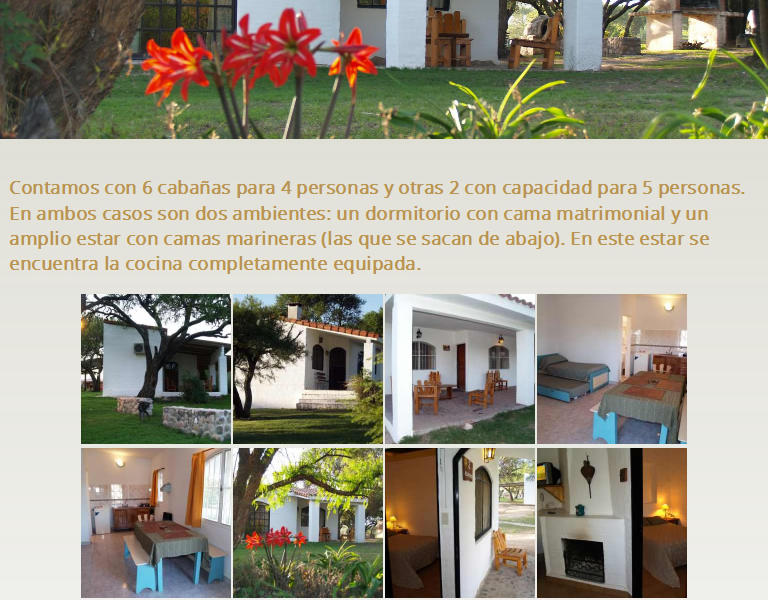 Contamos con 6 cabañas para 4 personas y otras 2 con capacidad para 5 personas.
En ambos casos son dos ambientes: un dormitorio con cama matrimonial y un
amplio estar con camas marineras (las que se sacan de abajo). En este estar se
encuentra la cocina completamente equipada.